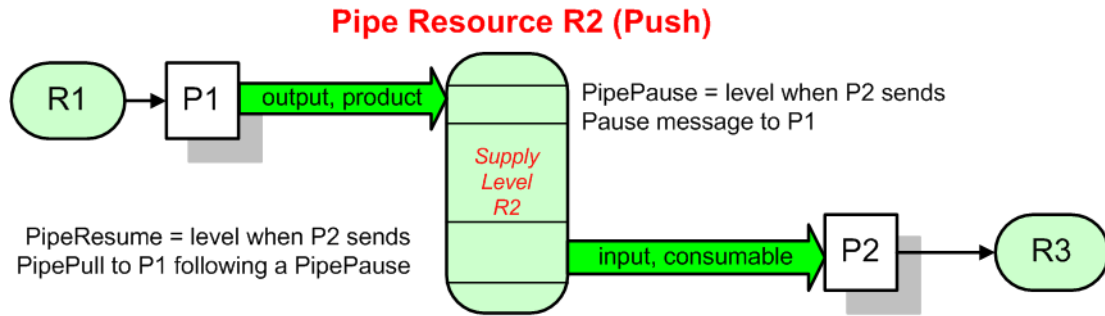 Pipe Resource R2 (Push)
R1
P1
output, product
PipePause = level when P2 sends
Pause message to P1
Supply
Level
R2
PipeResume = level when P2 sends
PipePull to P1 following a PipePause
input, consumable
P2
R3